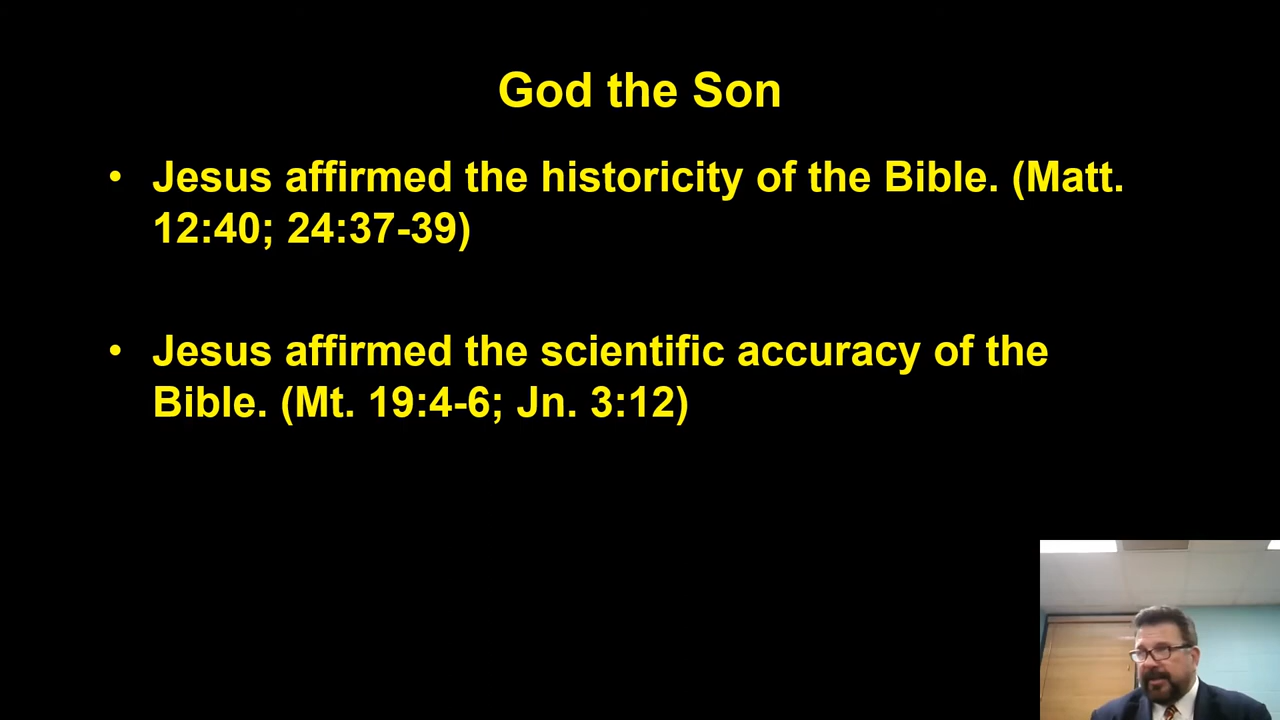 God the Son
• Jesus affirmed the historicity of the Bible. (Matt.
12:40; 24:37-39)
• Jesus affirmed the scientific accuracy of the
Bible. (Mt. 19:4-6; Jn. 3:12)